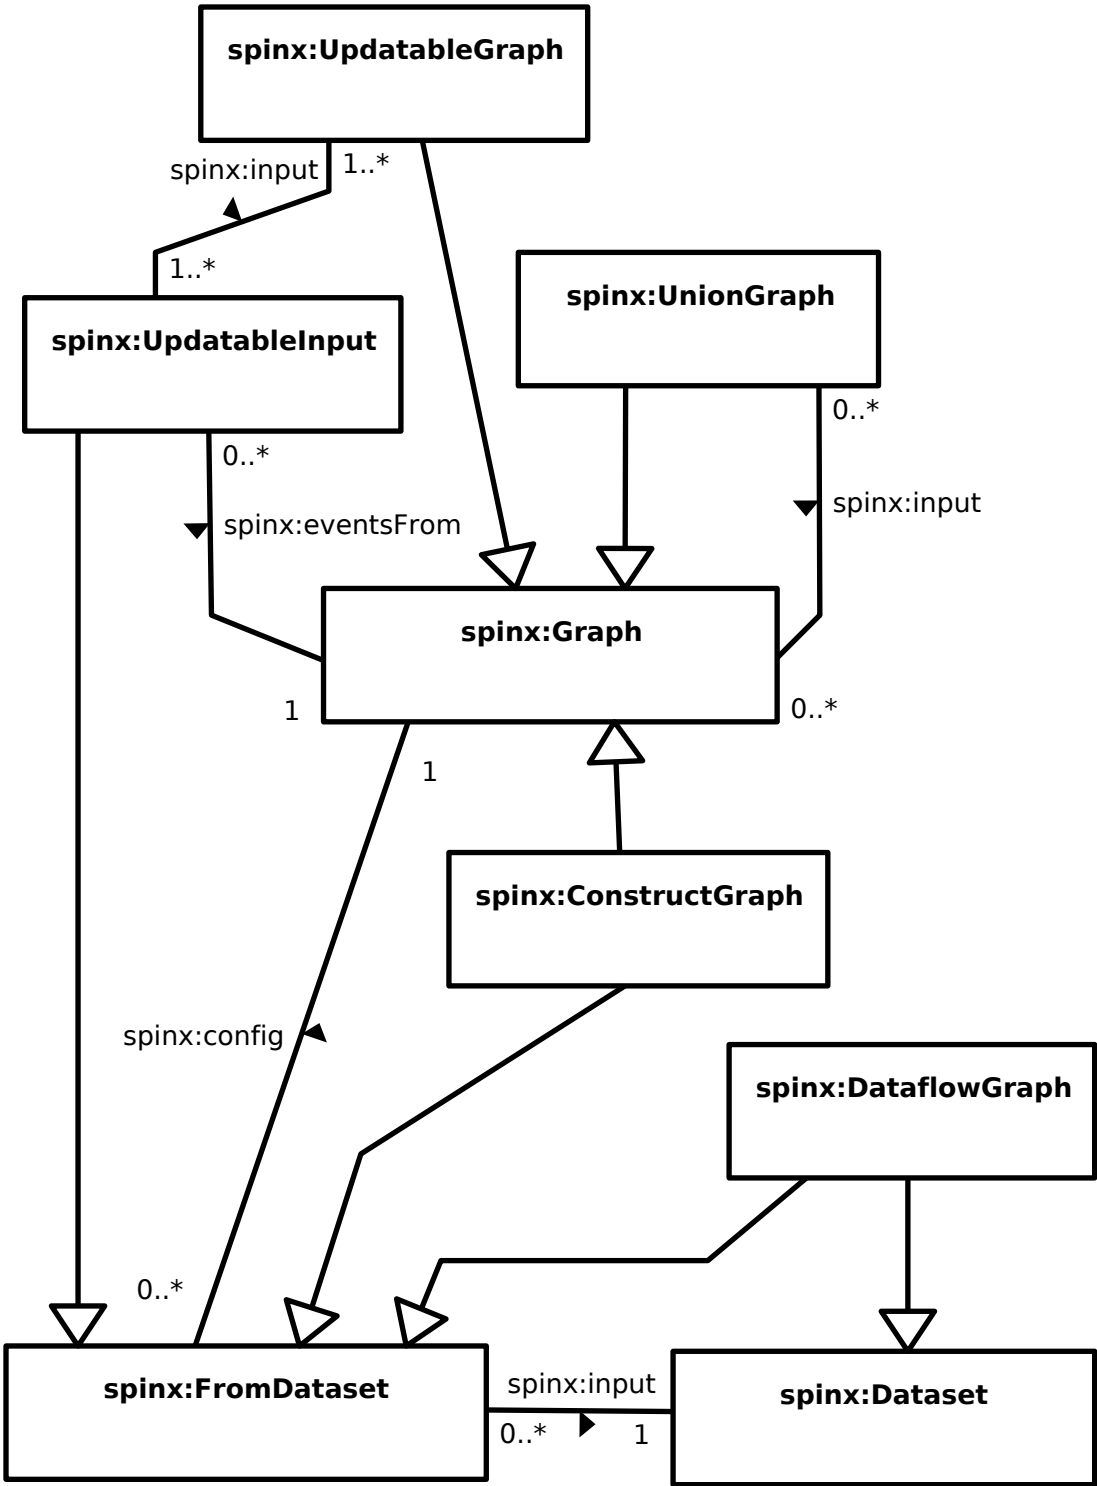 spinx:UpdatableGraph
spinx:input
1..*
1..*
spinx:UnionGraph
spinx:UpdatableInput
0..*
0..*
spinx:input
spinx:eventsFrom
spinx:Graph
1
0..*
1
spinx:ConstructGraph
spinx:config
spinx:DataflowGraph
0..*
spinx:FromDataset
spinx:input
spinx:Dataset
0..*
1